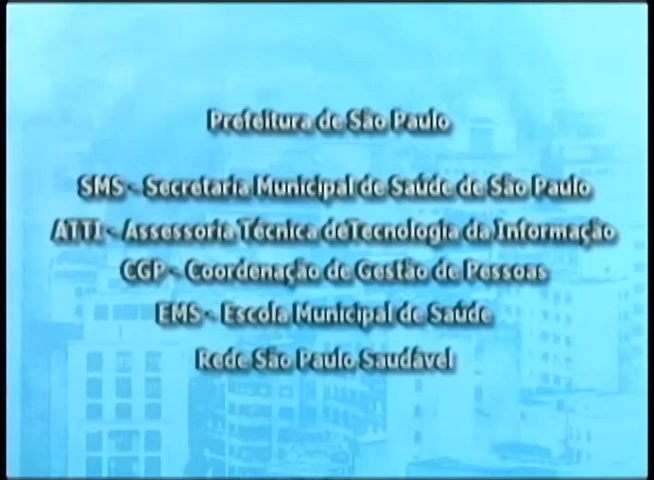 Prefeitura de São Paulo
SMS - Secretaria Municipal de Saúde de São Paulo
ATTI - Assessoria Técnica deTecnologia da Informação
CGP - Coordenação de Gestão de Pessoas
EMS - Escola Municipal de Saúde
Rede São Paulo Saudável